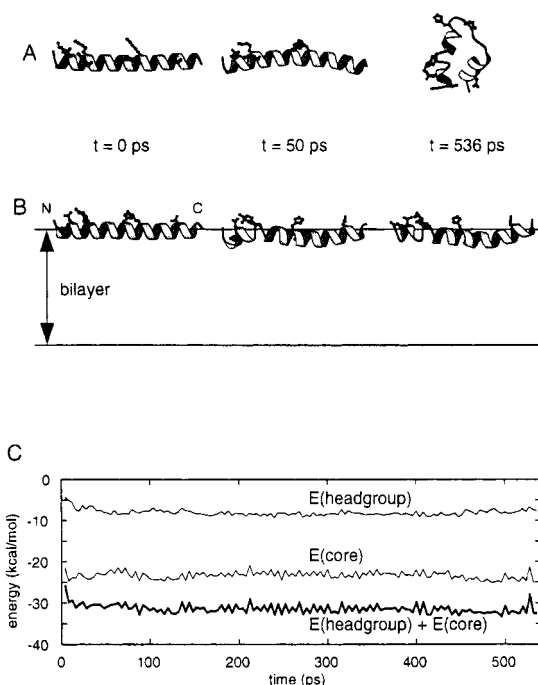 A
t = 0 ps t = 50 ps t = 536 ps
B N C
bilayer
C
0
-10
-20
-30
-40
energy (kcal/mol)
E(headgroup)
E(core)
E(headgroup) + E(core)
0 100 200 300 400 500
time (ps)